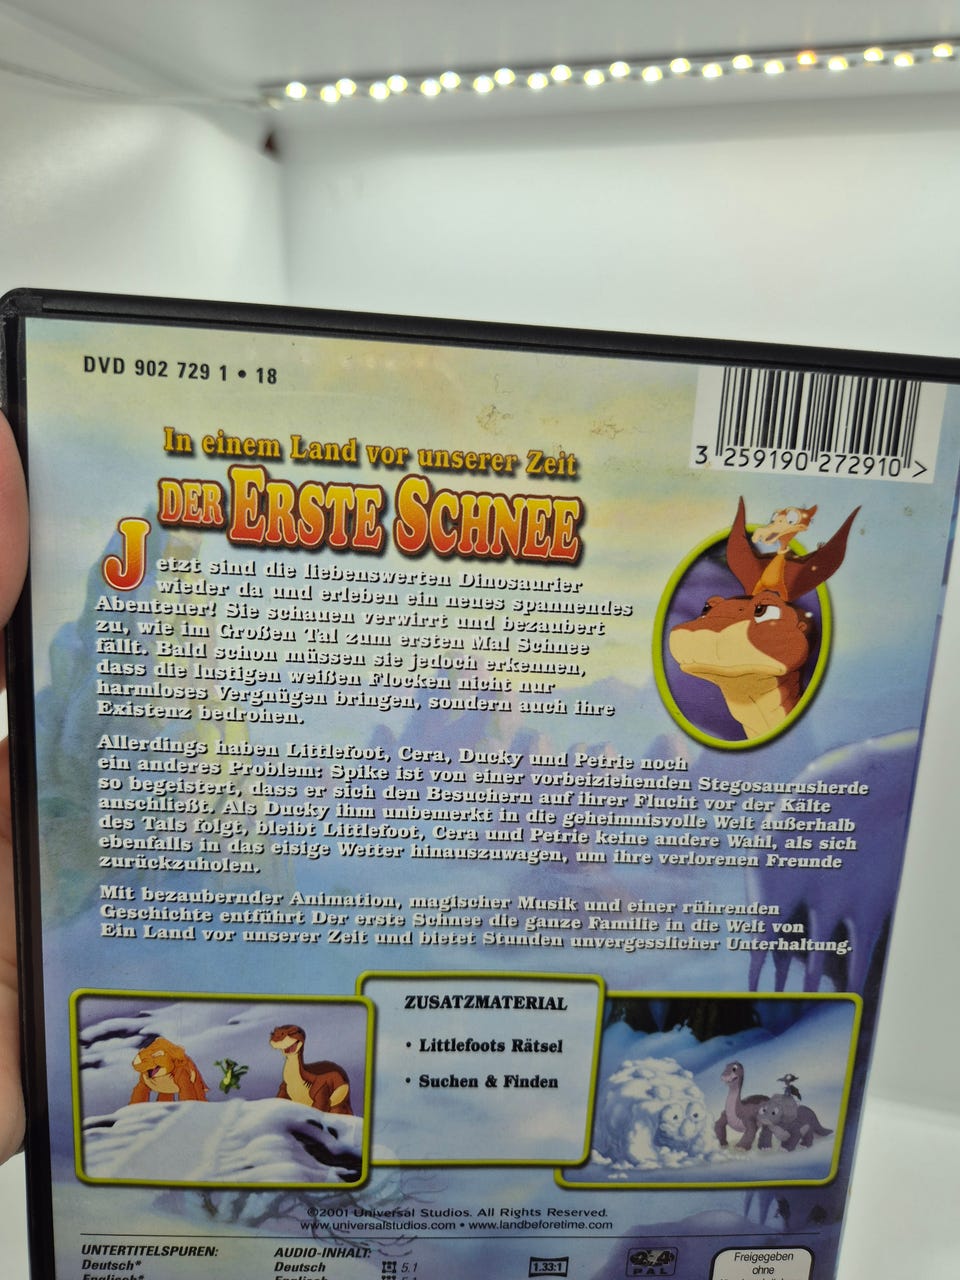 DVD 902 729 1 • 18
3 259190 272910 >
In einem Land vor unserer Zeit
DER ERSTE SCHNEE
Jetzt sind die liebenswerten Dinosaurier
wieder da und erleben ein neues spannendes
Abenteuer! Sie schauen verwirrt und bezaubert
zu, wie im Großen Tal zum ersten Mal Schnee
fällt. Bald schon müssen sie jedoch erkennen,
dass die lustigen weißen Flocken nicht nur
harmloses Vergnügen bringen, sondern auch ihre
Existenz bedrohen.
Allerdings haben Littlefoot, Cera, Ducky und Petrie noch
ein anderes Problem: Spike ist von einer vorbeiziehenden Stegosaurusherde
so begeistert, dass er sich den Besuchern auf ihrer Flucht vor der Kälte
anschließt. Als Ducky ihm unbemerkt in die geheimnisvolle Welt außerhalb
des Tals folgt, bleibt Littlefoot, Cera und Petrie keine andere Wahl, als sich
ebenfalls in das eisige Wetter hinauszuwagen, um ihre verlorenen Freunde
zurückzuholen.
Mit bezaubernder Animation, magischer Musik und einer rührenden
Geschichte entführt Der erste Schnee die ganze Familie in die Welt von
Ein Land vor unserer Zeit und bietet Stunden unvergesslicher Unterhaltung.
ZUSATZMATERIAL
• Littlefoots Rätsel
• Suchen & Finden
©2001 Universal Studios. All Rights Reserved.
www.universalstudios.com • www.landbeforetime.com
UNTERTITELSPUREN:
Deutsch*
Englisch*
AUDIO-INHALT:
Deutsch 5.1
Englisch 5.1
1.33:1
PAL
Freigegeben
ohne